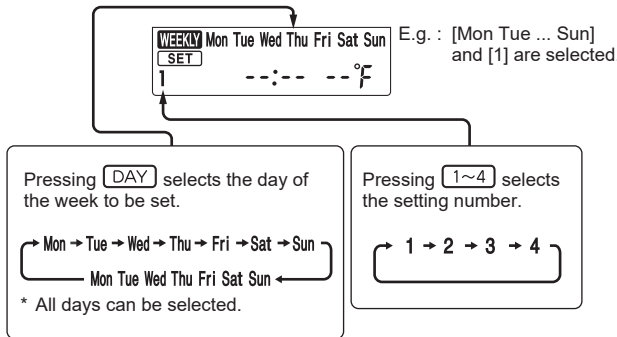 WEEKLY Mon Tue Wed Thu Fri Sat Sun
SET
1 --:-- --°F
E.g. : [Mon Tue ... Sun]
and [1] are selected.
Pressing DAY selects the day of
the week to be set.
Mon → Tue → Wed → Thu → Fri → Sat → Sun
Mon Tue Wed Thu Fri Sat Sun
* All days can be selected.
Pressing 1~4 selects
the setting number.
1 → 2 → 3 → 4